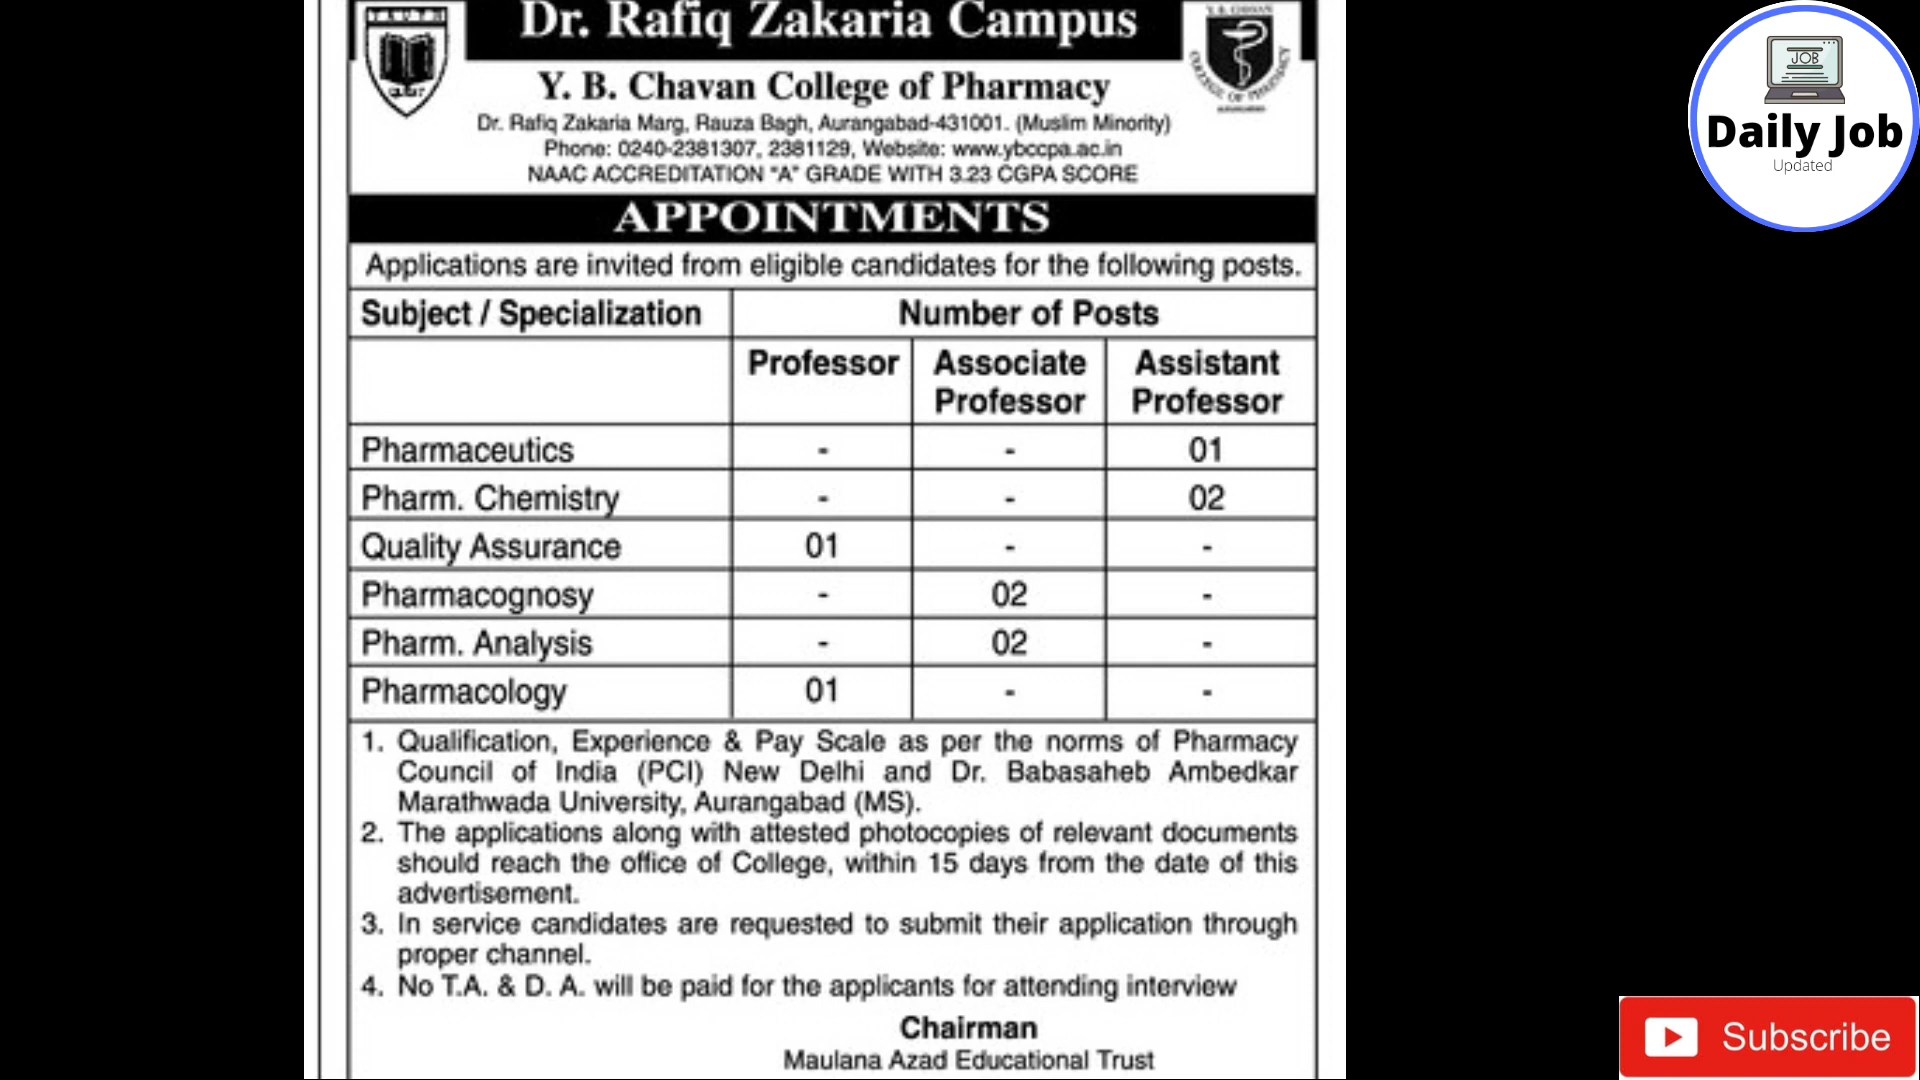 Dr. Rafiq Zakaria Campus
Y. B. Chavan College of Pharmacy
Dr. Rafiq Zakaria Marg, Rauza Bagh, Aurangabad-431001. (Muslim Minority)
Phone: 0240-2381307, 2381129, Website: www.ybccpa.ac.in
NAAC ACCREDITATION "A" GRADE WITH 3.23 CGPA SCORE
APPOINTMENTS
Applications are invited from eligible candidates for the following posts.
Subject / Specialization Number of Posts
Professor Associate Professor Assistant Professor
Pharmaceutics - - 01
Pharm. Chemistry - - 02
Quality Assurance 01 - -
Pharmacognosy - 02 -
Pharm. Analysis - 02 -
Pharmacology 01 - -
1. Qualification, Experience & Pay Scale as per the norms of Pharmacy
Council of India (PCI) New Delhi and Dr. Babasaheb Ambedkar
Marathwada University, Aurangabad (MS).
2. The applications along with attested photocopies of relevant documents
should reach the office of College, within 15 days from the date of this
advertisement.
3. In service candidates are requested to submit their application through
proper channel.
4. No T.A. & D. A. will be paid for the applicants for attending interview
Chairman
Maulana Azad Educational Trust
JOB
Daily Job
Updated
Subscribe